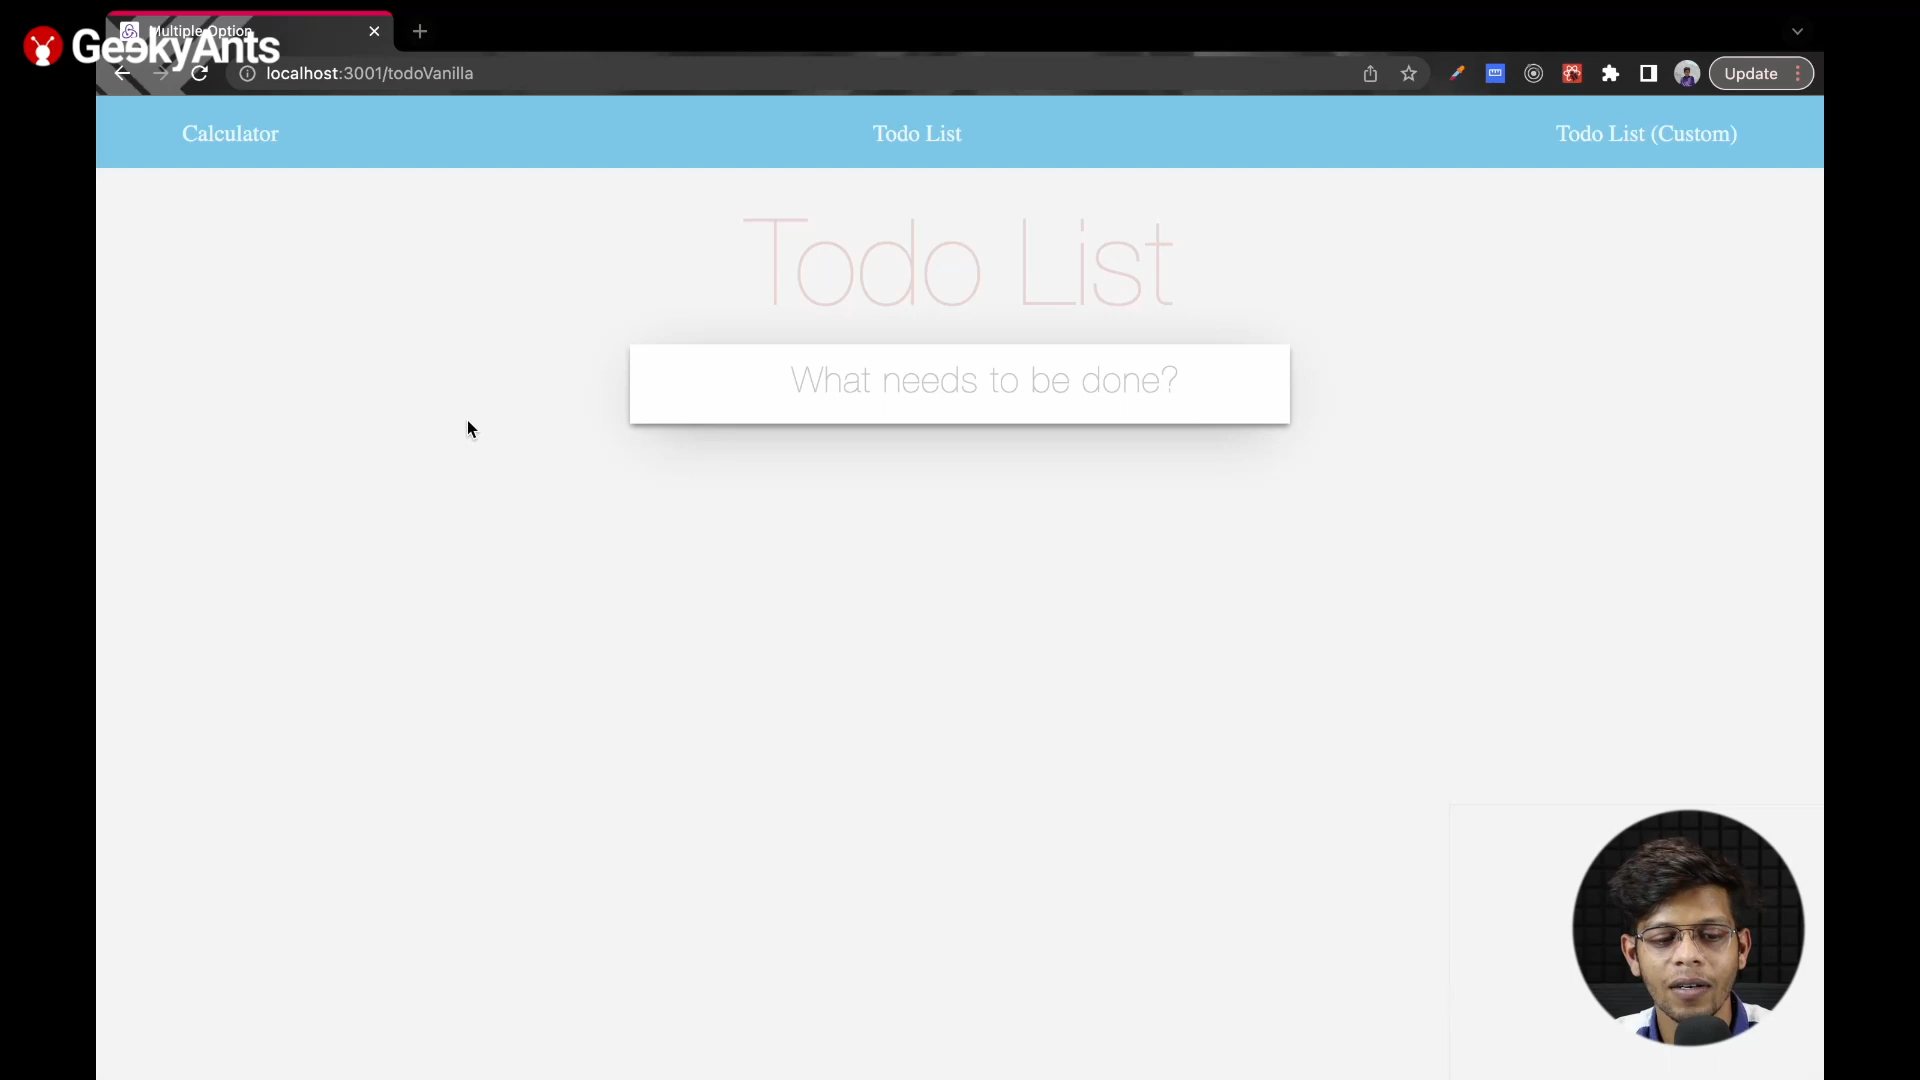 Multiple Option
GeekyAnts
localhost:3001/todoVanilla
Update
Calculator
Todo List
Todo List (Custom)
Todo List
What needs to be done?